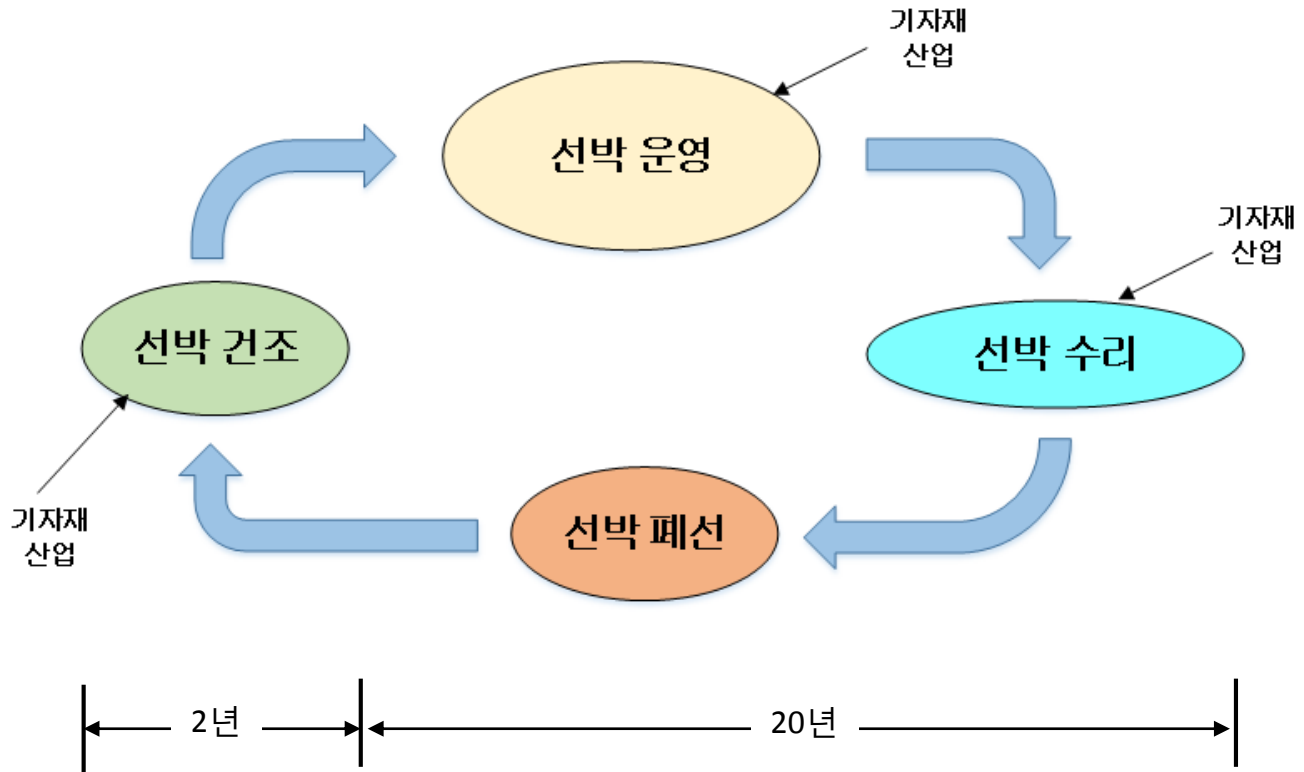 기자재
산업
선박 운영
기자재
산업
선박 건조
선박 수리
기자재
산업
선박 폐선
2년
20년